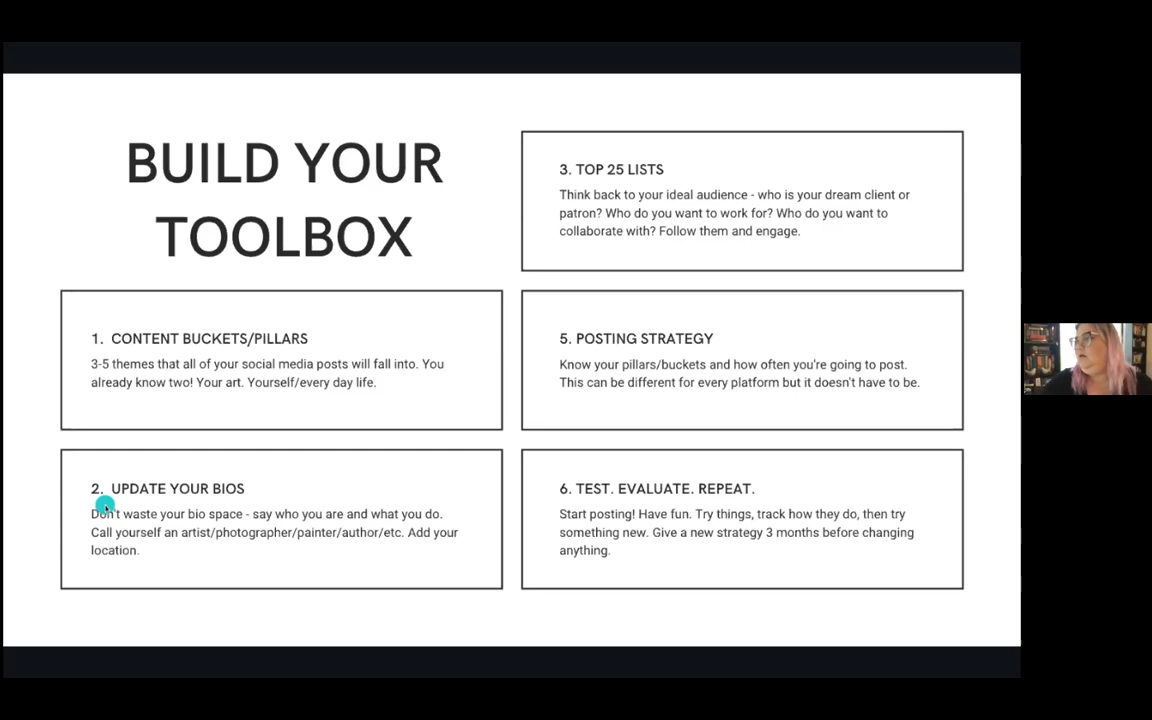 BUILD YOUR
TOOLBOX
1. CONTENT BUCKETS/PILLARS
3-5 themes that all of your social media posts will fall into. You
already know two! Your art. Yourself/every day life.
2. UPDATE YOUR BIOS
Don't waste your bio space - say who you are and what you do.
Call yourself an artist/photographer/painter/author/etc. Add your
location.
3. TOP 25 LISTS
Think back to your ideal audience - who is your dream client or
patron? Who do you want to work for? Who do you want to
collaborate with? Follow them and engage.
5. POSTING STRATEGY
Know your pillars/buckets and how often you're going to post.
This can be different for every platform but it doesn't have to be.
6. TEST. EVALUATE. REPEAT.
Start posting! Have fun. Try things, track how they do, then try
something new. Give a new strategy 3 months before changing
anything.